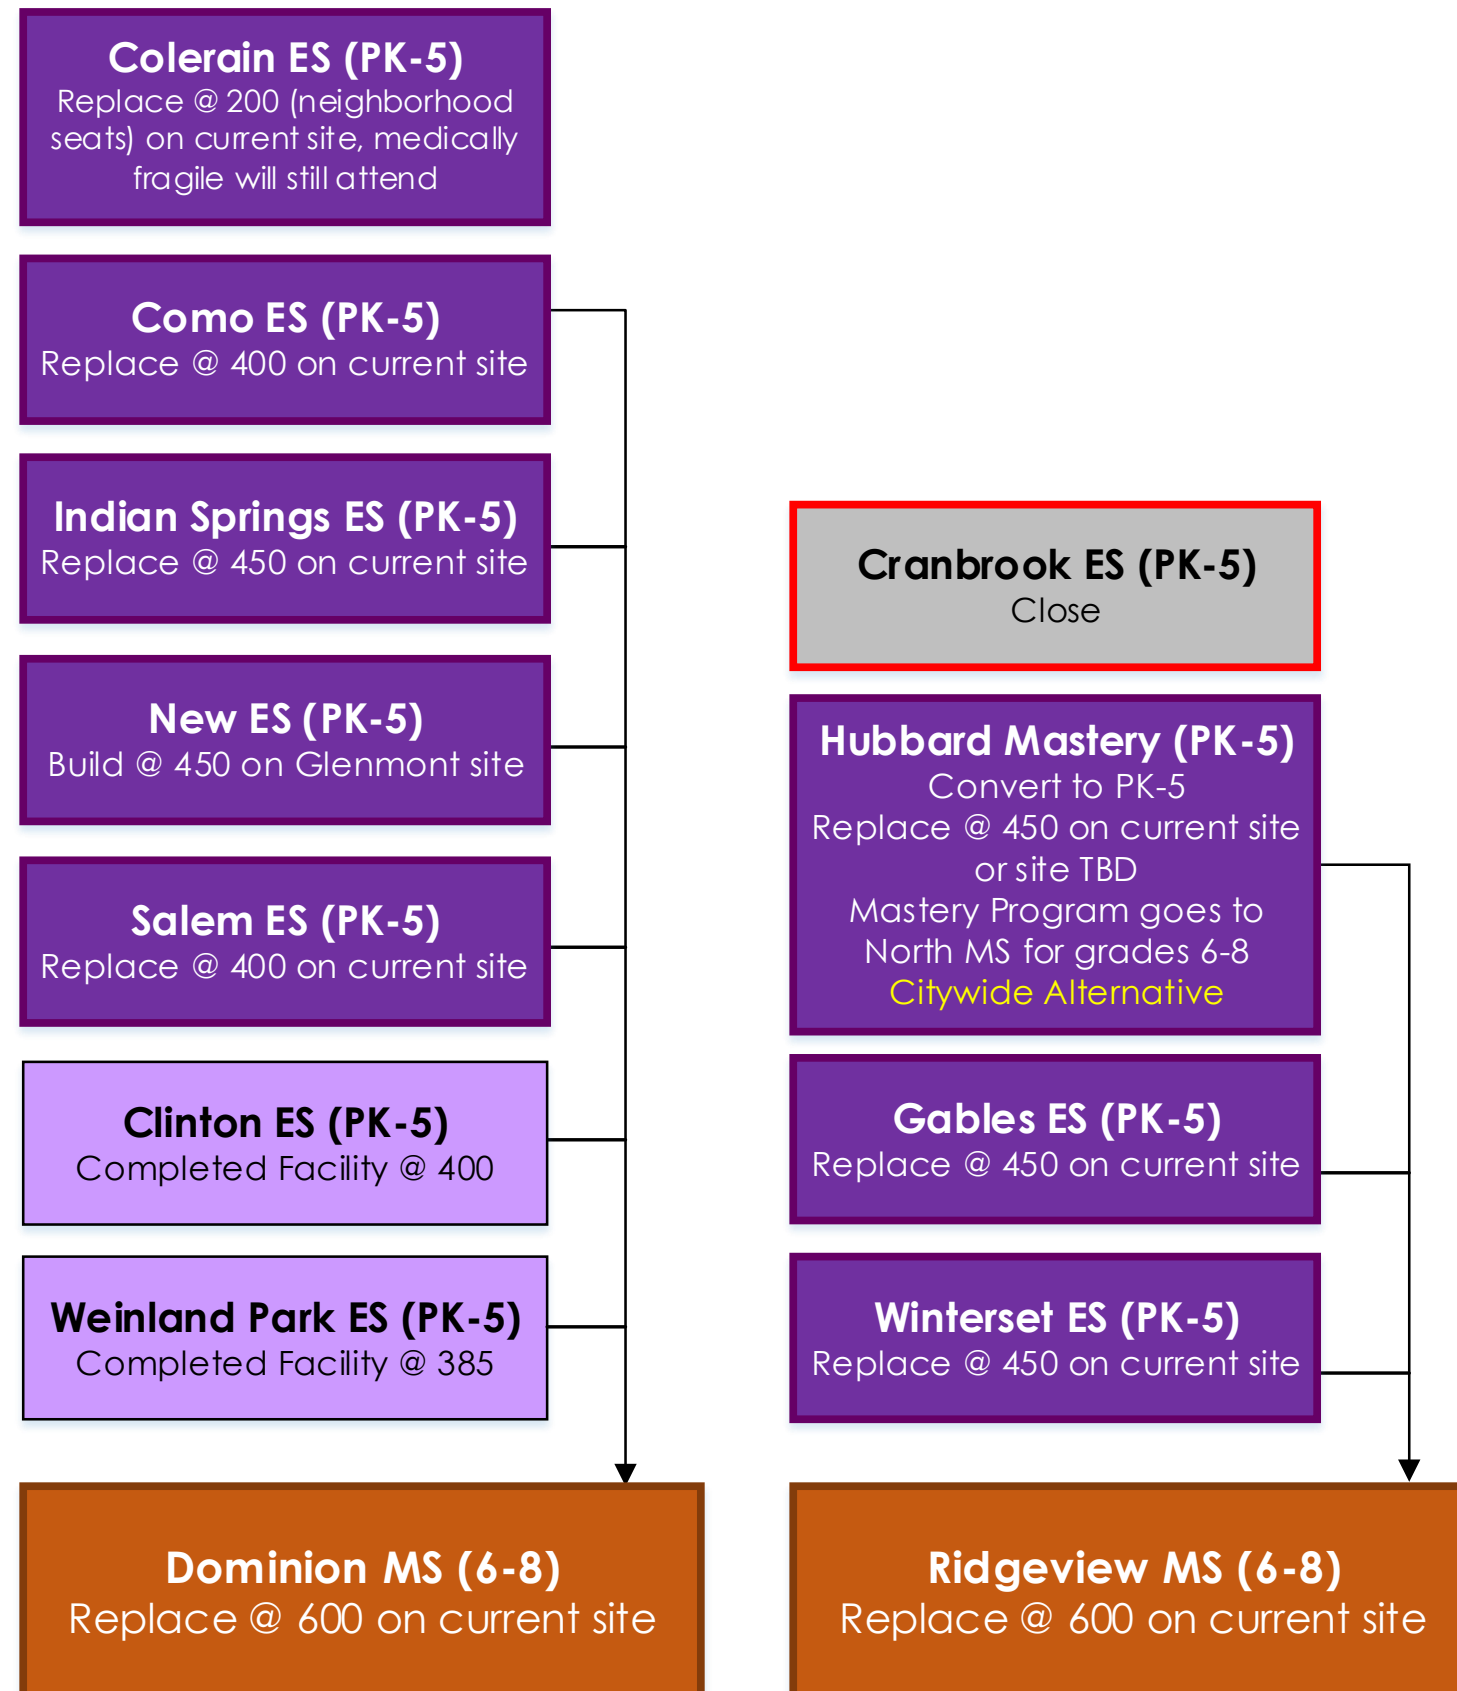 Colerain ES (PK-5)
Replace @ 200 (neighborhood
seats) on current site, medically
fragile will still attend
Como ES (PK-5)
Replace @ 400 on current site
Indian Springs ES (PK-5)
Replace @ 450 on current site
New ES (PK-5)
Build @ 450 on Glenmont site
Salem ES (PK-5)
Replace @ 400 on current site
Clinton ES (PK-5)
Completed Facility @ 400
Weinland Park ES (PK-5)
Completed Facility @ 385
Dominion MS (6-8)
Replace @ 600 on current site
Cranbrook ES (PK-5)
Close
Hubbard Mastery (PK-5)
Convert to PK-5
Replace @ 450 on current site
or site TBD
Mastery Program goes to
North MS for grades 6-8
Citywide Alternative
Gables ES (PK-5)
Replace @ 450 on current site
Winterset ES (PK-5)
Replace @ 450 on current site
Ridgeview MS (6-8)
Replace @ 600 on current site